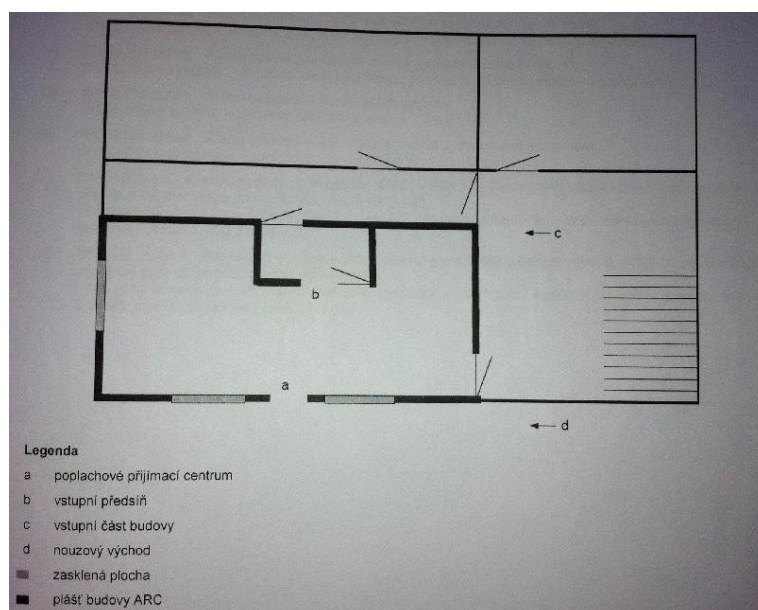 c
b
a
d
Legenda
a poplachové přijímací centrum
b vstupní předsíň
c vstupní část budovy
d nouzový východ
zasklená plocha
plášť budovy ARC